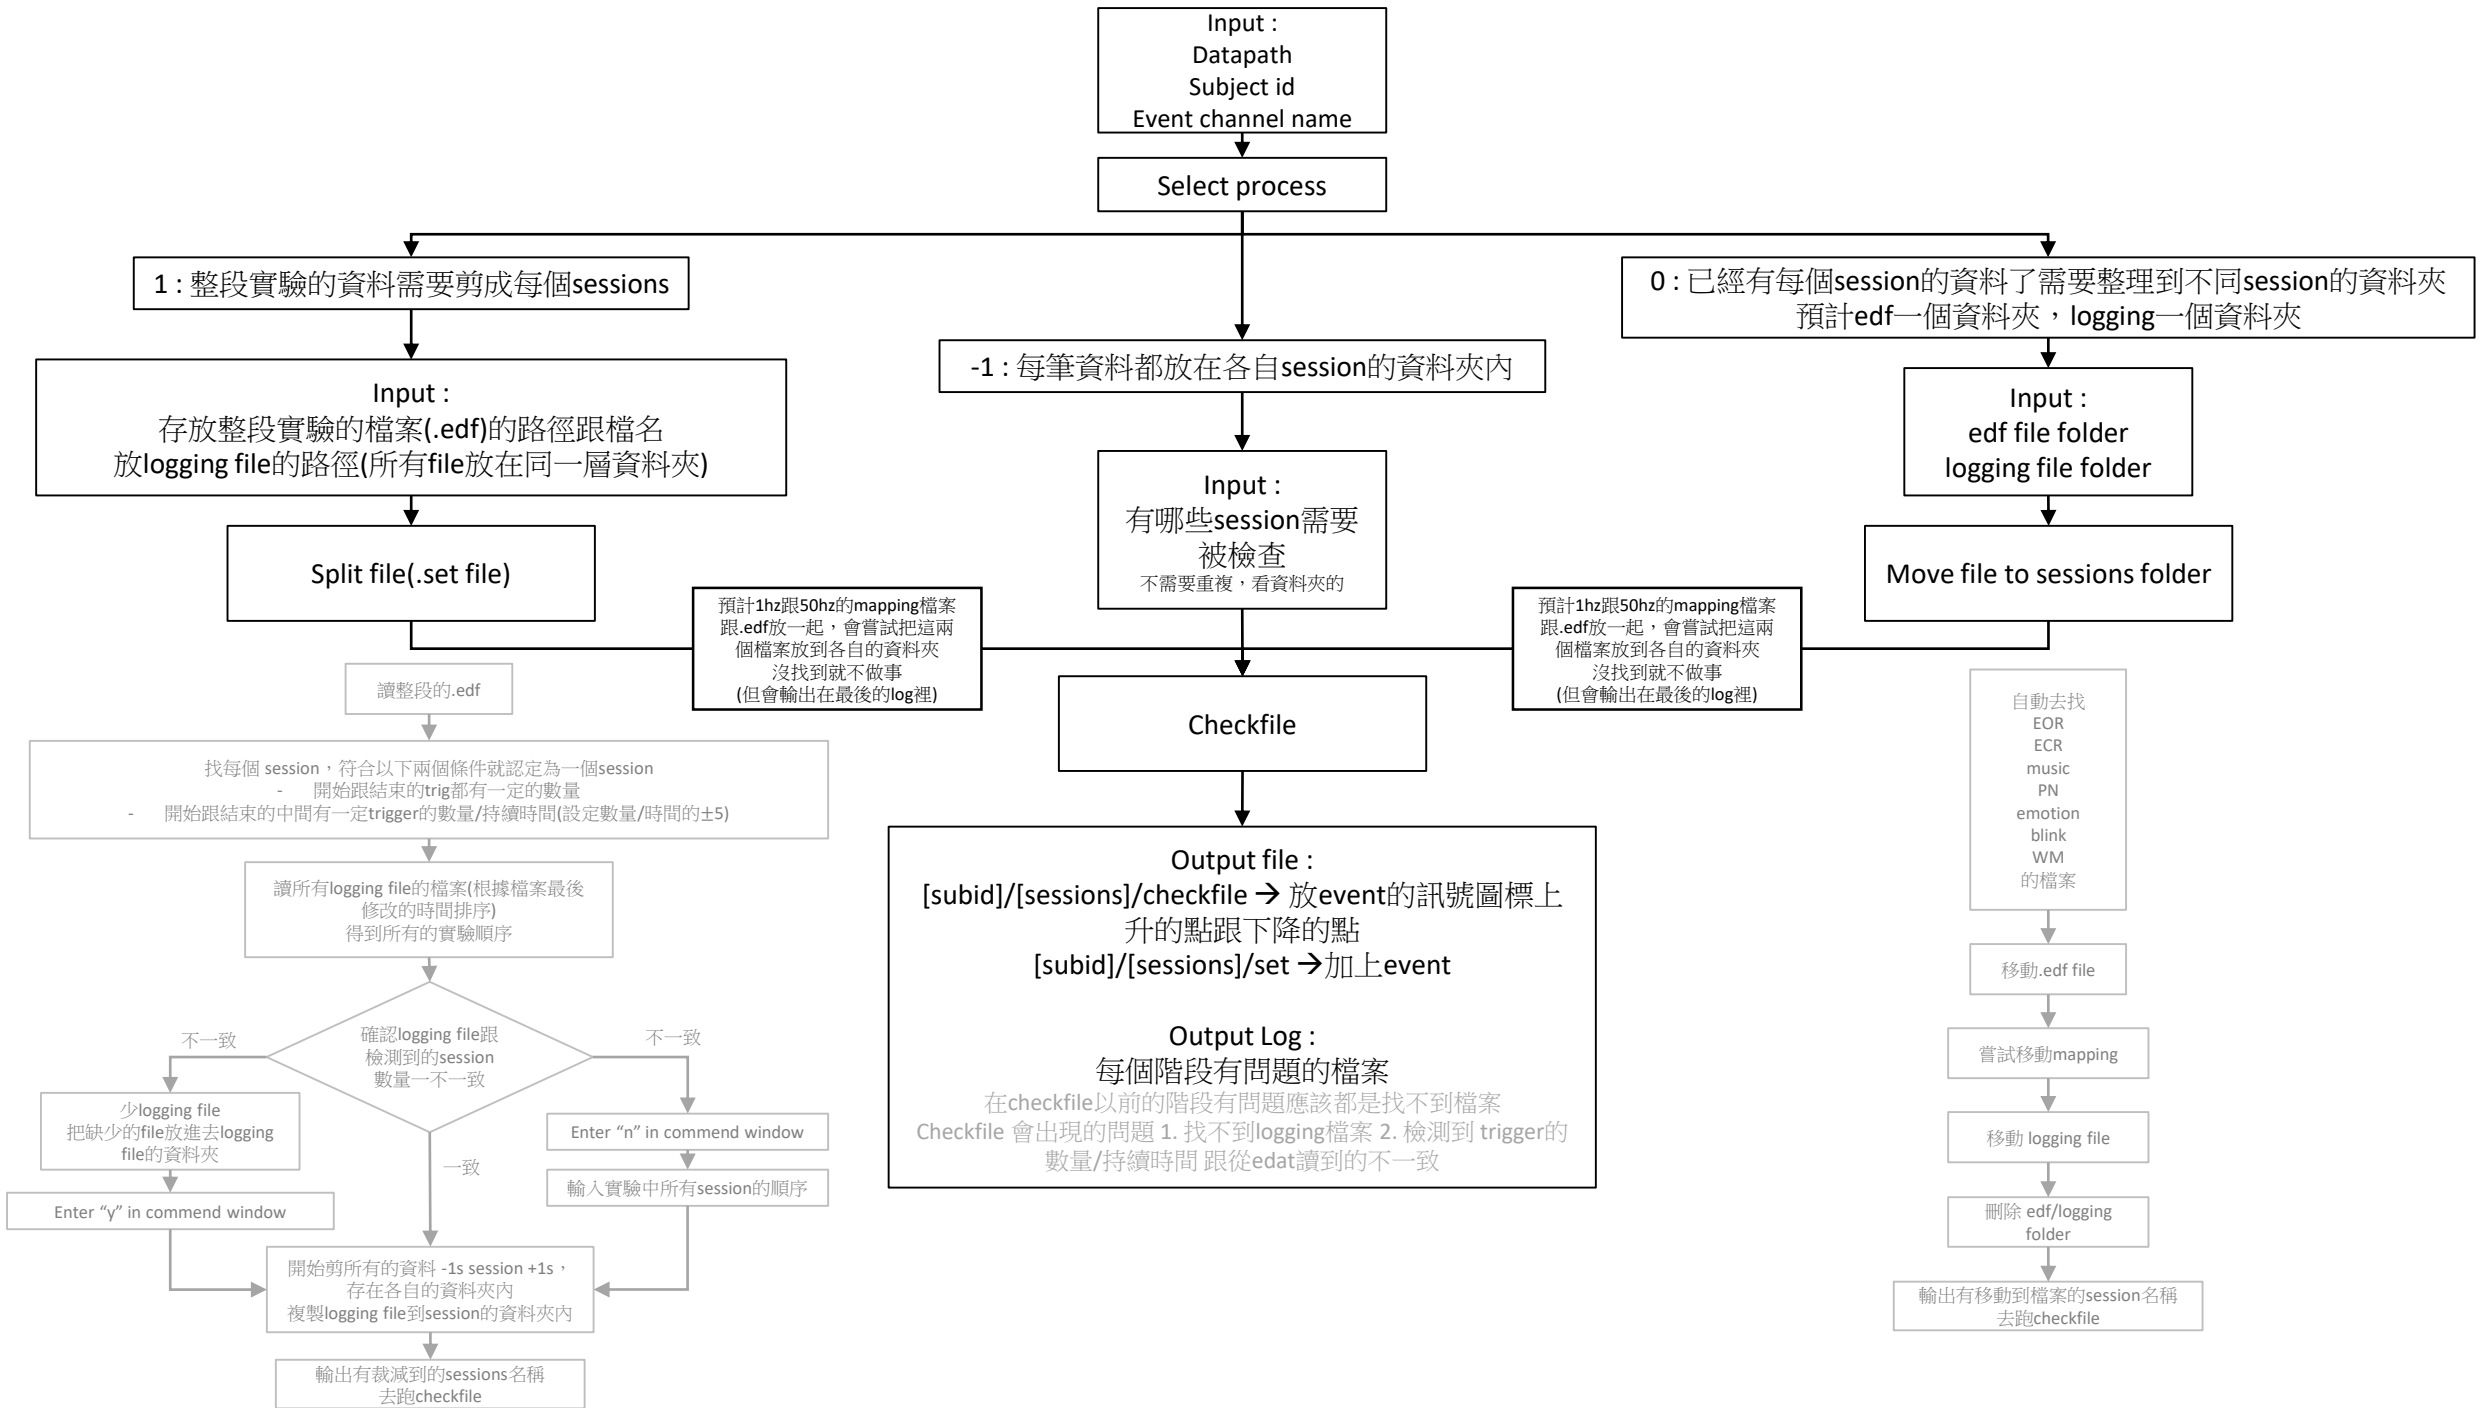 Input :
Datapath
Subject id
Event channel name
Select process
1 : 整段實驗的資料需要剪成每個sessions
Input :
存放整段實驗的檔案(.edf)的路徑跟檔名
放logging file的路徑(所有file放在同一層資料夾)
Split file(.set file)
-1 : 每筆資料都放在各自session的資料夾內
Input :
有哪些session需要
被檢查
不需要重複，看資料夾的
0 : 已經有每個session的資料了需要整理到不同session的資料夾
預計edf一個資料夾，logging一個資料夾
Input :
edf file folder
logging file folder
Move file to sessions folder
預計1hz跟50hz的mapping檔案
跟.edf放一起，會嘗試把這兩
個檔案放到各自的資料夾
沒找到就不做事
(但會輸出在最後的log裡)
預計1hz跟50hz的mapping檔案
跟.edf放一起，會嘗試把這兩
個檔案放到各自的資料夾
沒找到就不做事
(但會輸出在最後的log裡)
Checkfile
Output file :
[subid]/[sessions]/checkfile → 放event的訊號圖標上
升的點跟下降的點
[subid]/[sessions]/set →加上event
Output Log :
每個階段有問題的檔案
在checkfile以前的階段有問題應該都是找不到檔案
Checkfile 會出現的問題 1. 找不到logging檔案 2. 檢測到 trigger的
數量/持續時間 跟從edat讀到的不一致
讀整段的.edf
找每個 session，符合以下兩個條件就認定為一個session
- 開始跟結束的trig都有一定的數量
- 開始跟結束的中間有一定trigger的數量/持續時間(設定數量/時間的±5)
讀所有logging file的檔案(根據檔案最後
修改的時間排序)
得到所有的實驗順序
確認logging file跟
檢測到的session
數量一不一致
不一致
不一致
一致
少logging file
把缺少的file放進去logging
file的資料夾
Enter “y” in commend window
Enter “n” in commend window
輸入實驗中所有session的順序
開始剪所有的資料 -1s session +1s，
存在各自的資料夾內
複製logging file到session的資料夾內
輸出有裁減到的sessions名稱
去跑checkfile
自動去找
EOR
ECR
music
PN
emotion
blink
WM
的檔案
移動.edf file
嘗試移動mapping
移動 logging file
刪除 edf/logging
folder
輸出有移動到檔案的session名稱
去跑checkfile